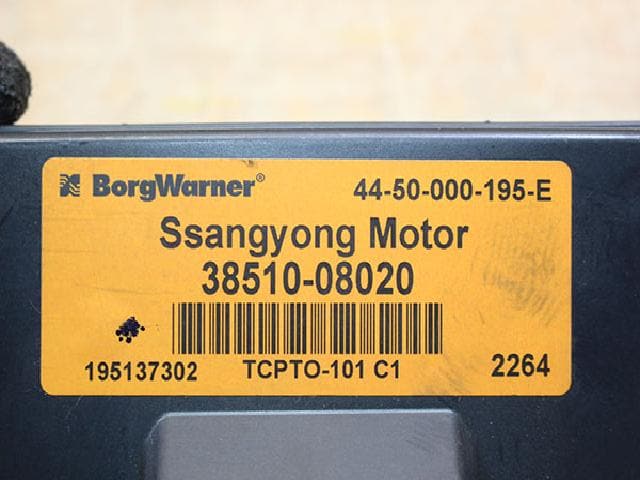 BorgWarner® 44-50-000-195-E
Ssangyong Motor
38510-08020
195137302 TCPTO-101 C1 2264